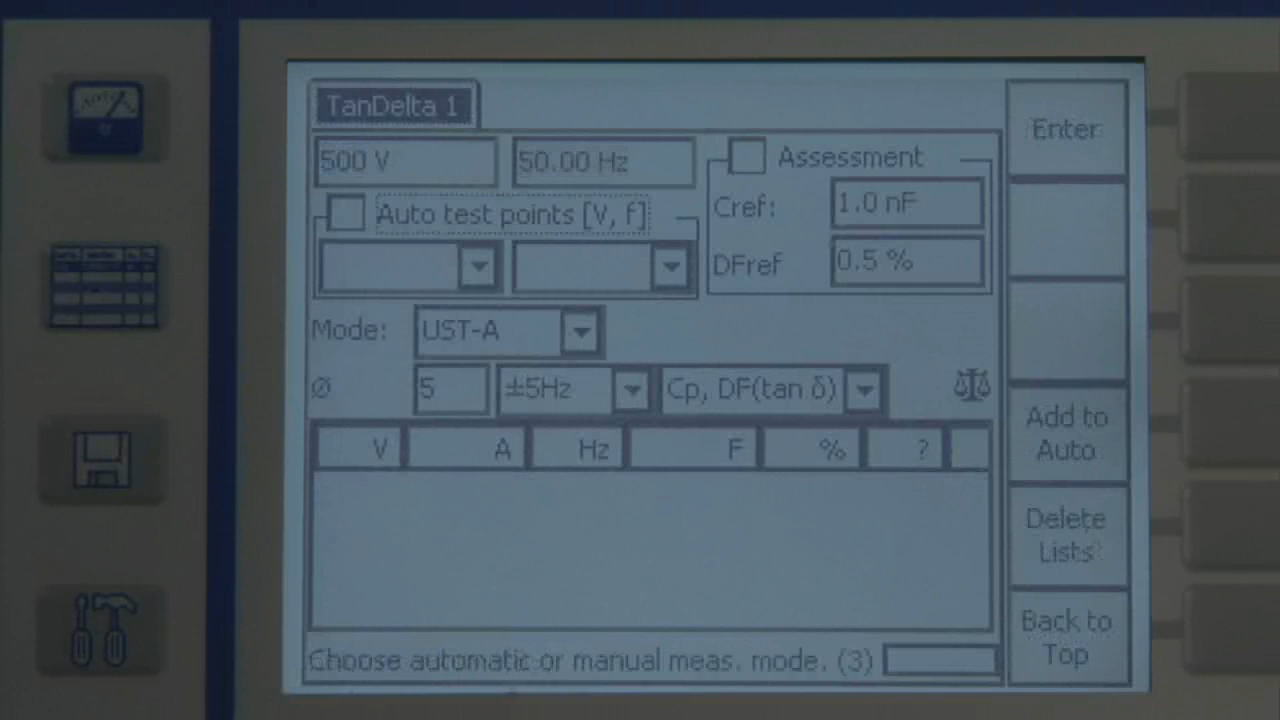 TanDelta 1
500 V
50.00 Hz
Auto test points [V, f]
Assessment
Cref:
1.0 nF
DFref
0.5 %
Mode:
UST-A
Ø
5
±5Hz
Cp, DF(tan δ)
V
A
Hz
F
%
?
Choose automatic or manual meas. mode. (3)
Enter
Add to
Auto
Delete
Lists
Back to
Top